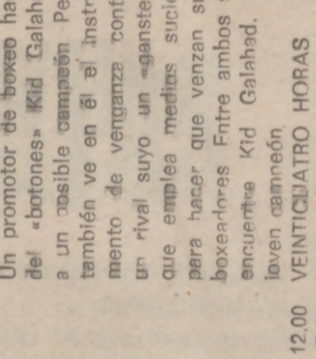 Un promotor de boxeo ha
del «botones» Kid Galah
a un posible campeón Pe
también ve en él el instr
mento de venganza conf
un rival suyo un «ganste
que emplea medios sucio
para hacer que venzan su
boxeadores Entre ambos
encuentra Kid Galahad,
joven campeón
12,00 VEINTICUATRO HORAS